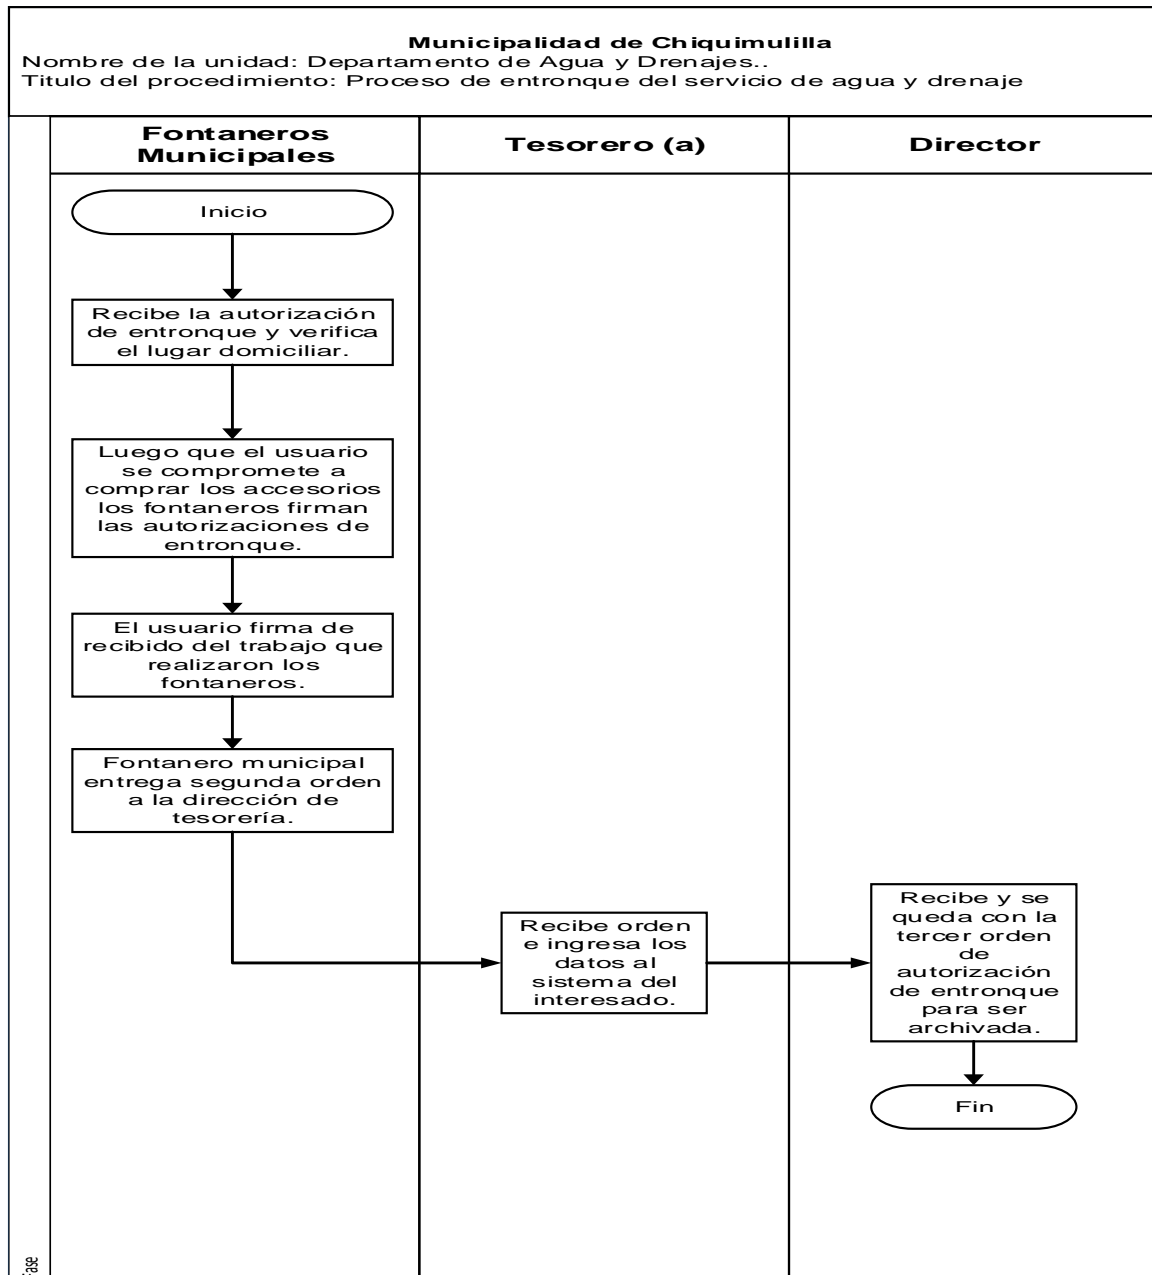 Municipalidad de Chiquimulilla
Nombre de la unidad: Departamento de Agua y Drenajes..
Titulo del procedimiento: Proceso de entronque del servicio de agua y drenaje
Fontaneros
Municipales
Tesorero (a)
Director
Inicio
Recibe la autorización
de entronque y verifica
el lugar domiciliar.
Luego que el usuario
se compromete a
comprar los accesorios
los fontaneros firman
las autorizaciones de
entronque.
El usuario firma de
recibido del trabajo que
realizaron los
fontaneros.
Fontanero municipal
entrega segunda orden
a la dirección de
tesorería.
Recibe orden
e ingresa los
datos al
sistema del
interesado.
Recibe y se
queda con la
tercer orden
de
autorización
de entronque
para ser
archivada.
Fin
Fase